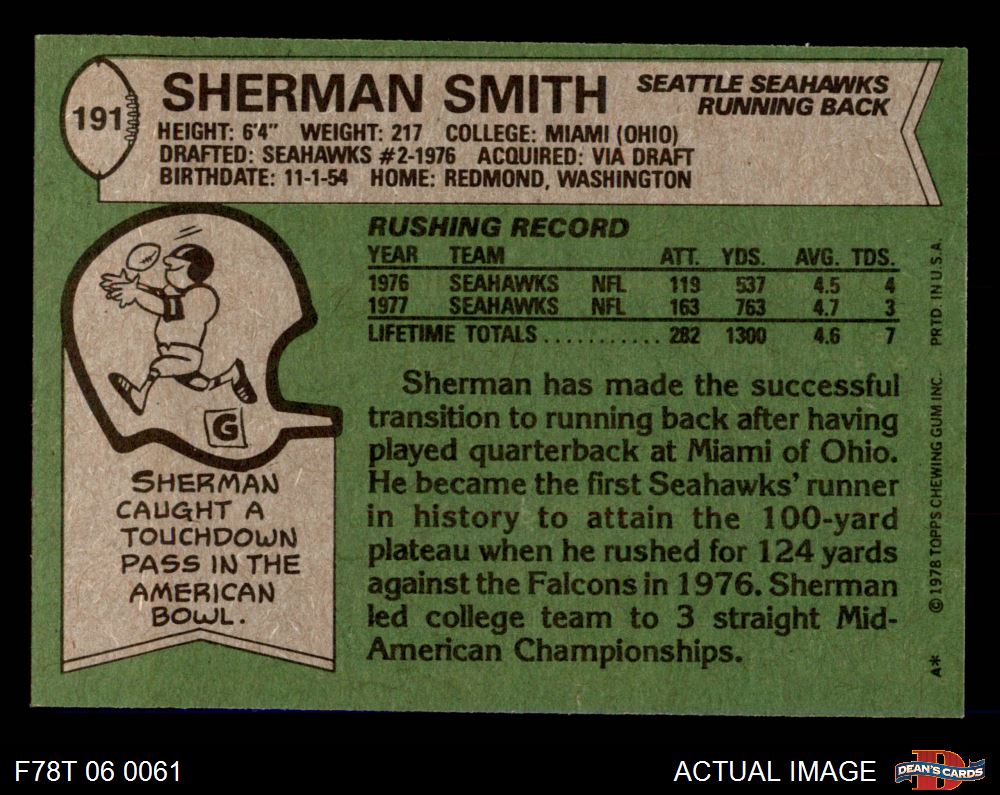 191
SHERMAN SMITH
SEATTLE SEAHAWKS
RUNNING BACK
HEIGHT: 6'4" WEIGHT: 217 COLLEGE: MIAMI (OHIO)
DRAFTED: SEAHAWKS #2-1976 ACQUIRED: VIA DRAFT
BIRTHDATE: 11-1-54 HOME: REDMOND, WASHINGTON
RUSHING RECORD
YEAR TEAM ATT. YDS. AVG. TDS.
1976 SEAHAWKS NFL 119 537 4.5 4
1977 SEAHAWKS NFL 163 763 4.7 3
LIFETIME TOTALS ........... 282 1300 4.6 7
Sherman has made the successful
transition to running back after having
played quarterback at Miami of Ohio.
He became the first Seahawks' runner
in history to attain the 100-yard
plateau when he rushed for 124 yards
against the Falcons in 1976. Sherman
led college team to 3 straight Mid-
American Championships.
G
SHERMAN
CAUGHT A
TOUCHDOWN
PASS IN THE
AMERICAN
BOWL.
A* © 1978 TOPPS CHEWING GUM INC. PRTD. IN U.S.A.
F78T 06 0061
ACTUAL IMAGE
D
DEAN'S CARDS